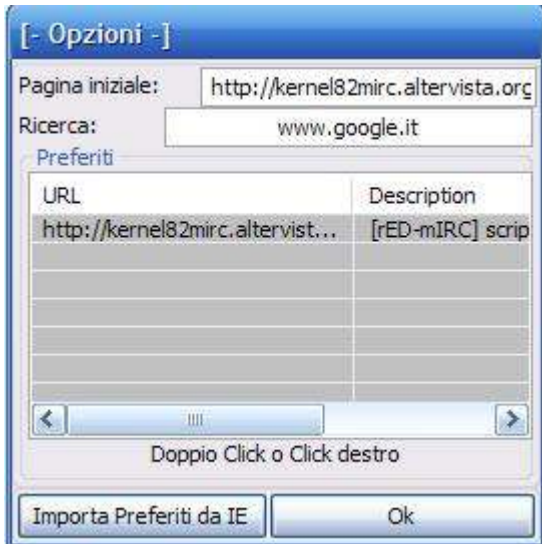 [- Opzioni -]
Pagina iniziale: http://kernel82mirc.altervista.org
Ricerca: www.google.it
Preferiti
URL Description
http://kernel82mirc.altervist... [rED-mIRC] scrip
Doppio Click o Click destro
Importa Preferiti da IE Ok